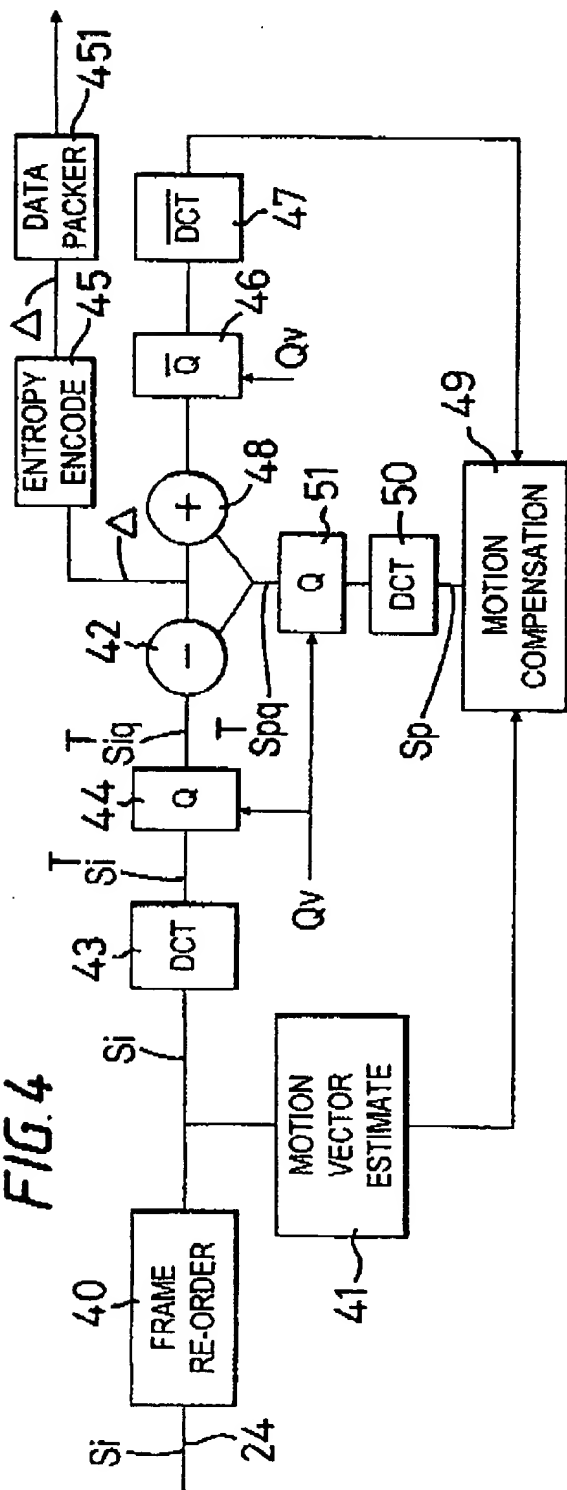 FIG. 4
Si
24
40
FRAME
RE-ORDER
Si
41
MOTION
VECTOR
ESTIMATE
43
DCT
T
Si
44
Q
Qv
T
Siq
42
−
Δ
ENTROPY
ENCODE
45
Δ
DATA
PACKER
451
+
48
Q̅
46
Qv
D̅C̅T̅
47
T
Spq
Q
51
DCT
50
Sp
MOTION
COMPENSATION
49